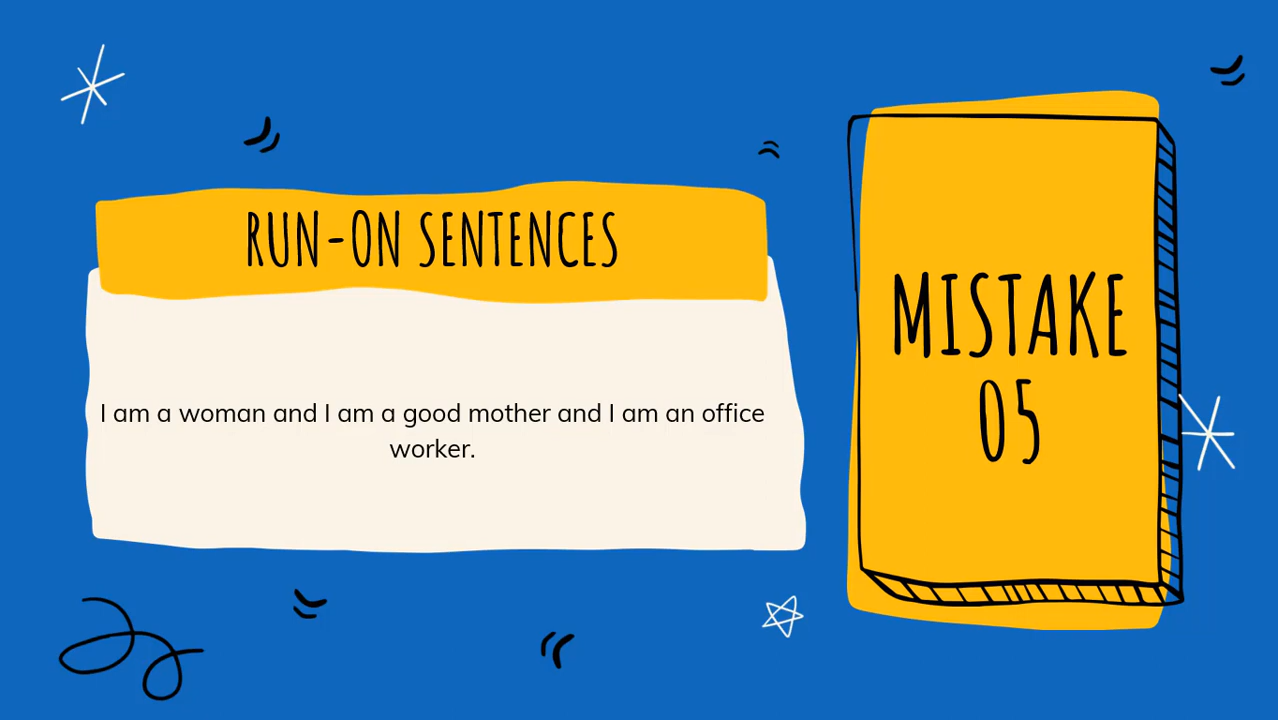 RUN-ON SENTENCES
I am a woman and I am a good mother and I am an office
worker.
MISTAKE
05